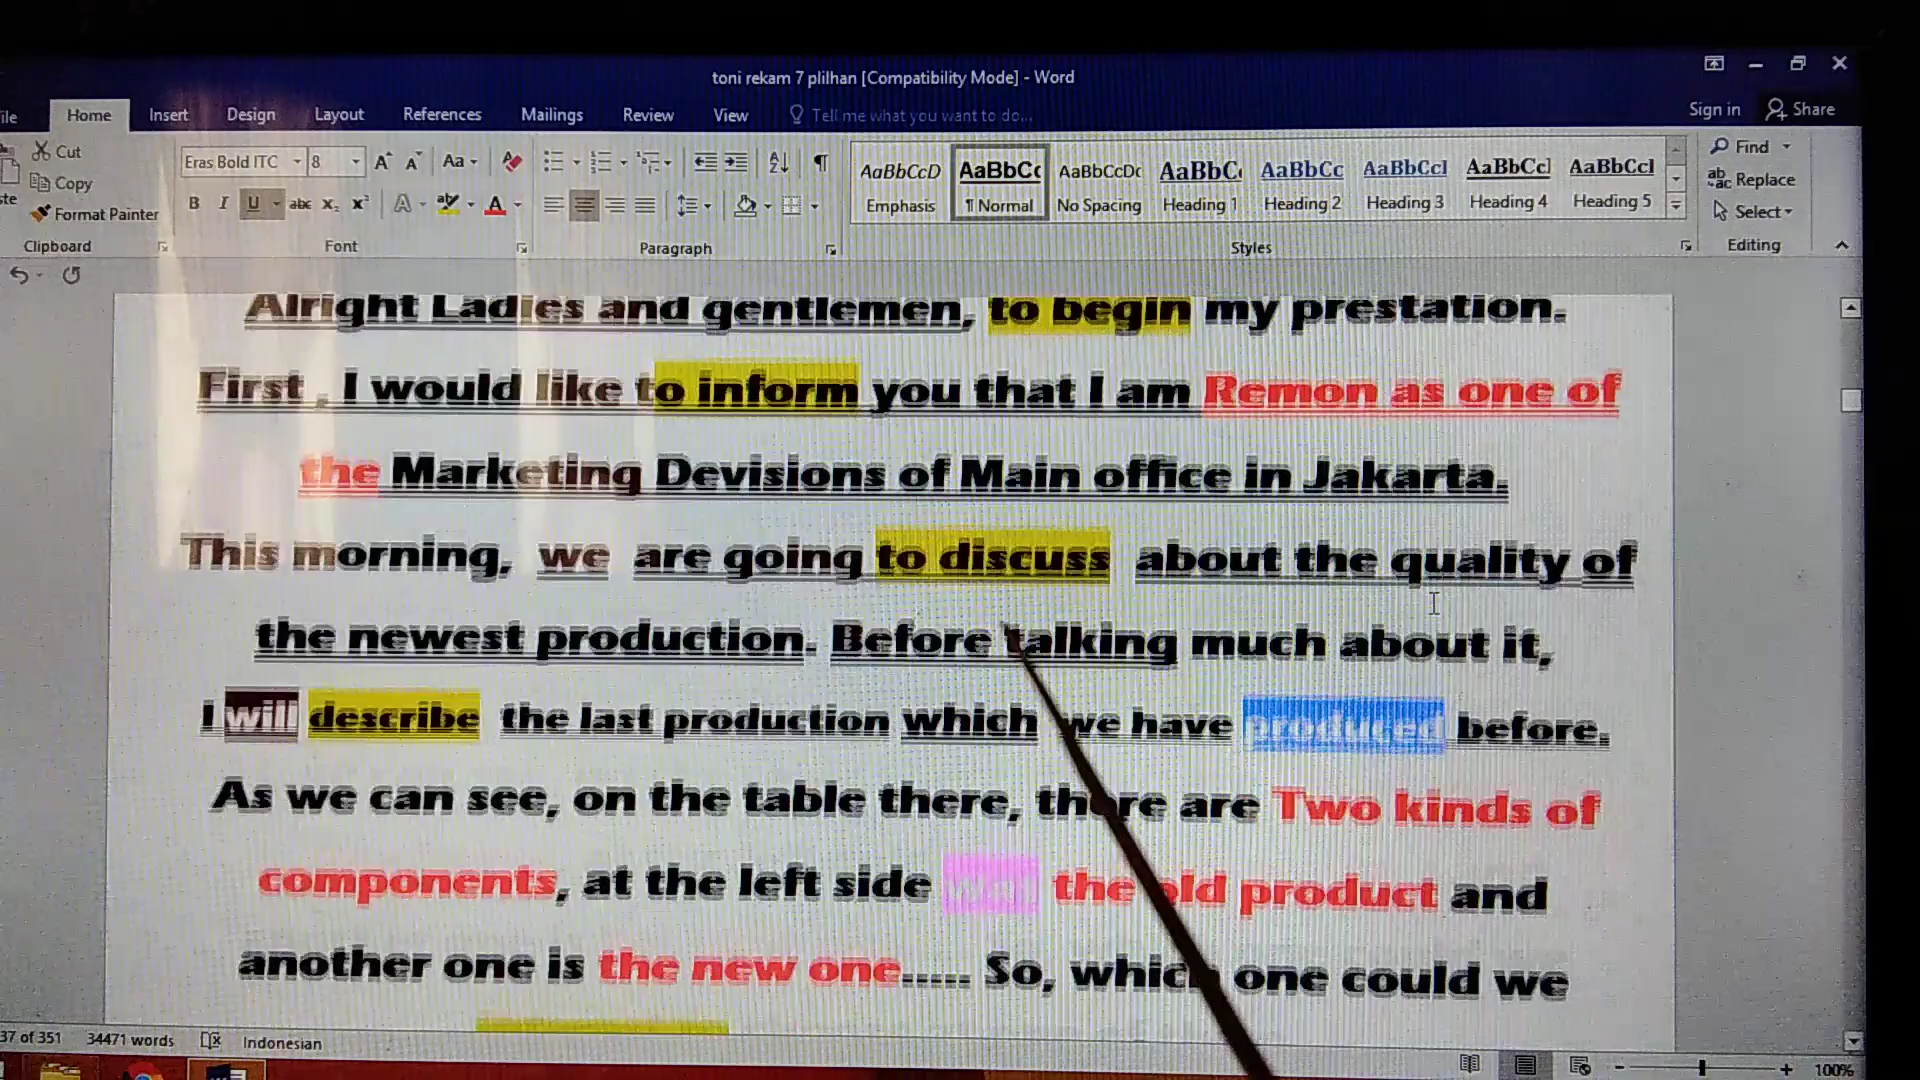 toni rekam 7 plilhan [Compatibility Mode] - Word
ile Home Insert Design Layout References Mailings Review View Tell me what you want to do... Sign in Share
Cut
Copy
ste
Format Painter
Clipboard
Eras Bold ITC 8
Font
Paragraph
AaBbCcD AaBbCc AaBbCcDc AaBbC AaBbCc AaBbCcl AaBbCcl AaBbCcl
Emphasis ¶ Normal No Spacing Heading 1 Heading 2 Heading 3 Heading 4 Heading 5
Styles
Find
Replace
Select
Editing
Alright Ladies and gentlemen, to begin my prestation.
First , I would like to inform you that I am Remon as one of
the Marketing Devisions of Main office in Jakarta.
This morning, we are going to discuss about the quality of
the newest production. Before talking much about it,
I will describe the last production which we have produced before.
As we can see, on the table there, there are Two kinds of
components, at the left side the old product and
another one is the new one..... So, which one could we
37 of 351 34471 words Indonesian
100%